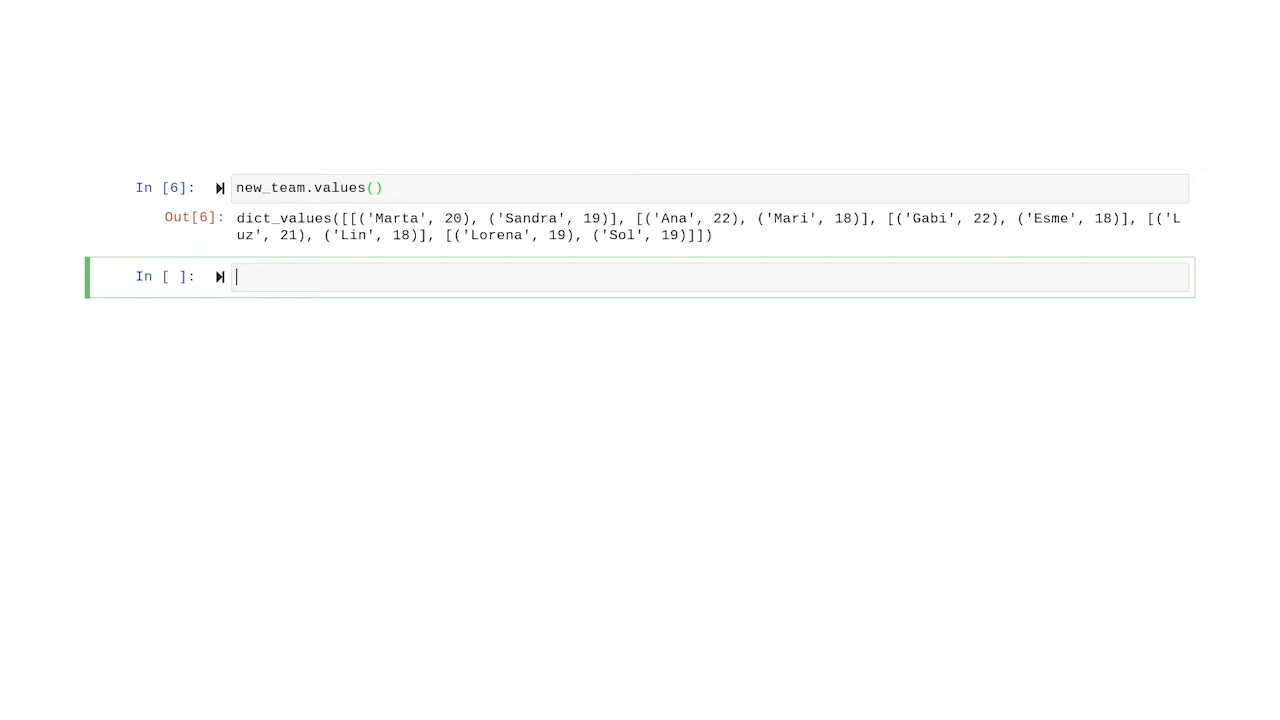 In [6]: new_team.values()
Out[6]: dict_values([[('Marta', 20), ('Sandra', 19)], [('Ana', 22), ('Mari', 18)], [('Gabi', 22), ('Esme', 18)], [('L
uz', 21), ('Lin', 18)], [('Lorena', 19), ('Sol', 19)]])
In [ ]: